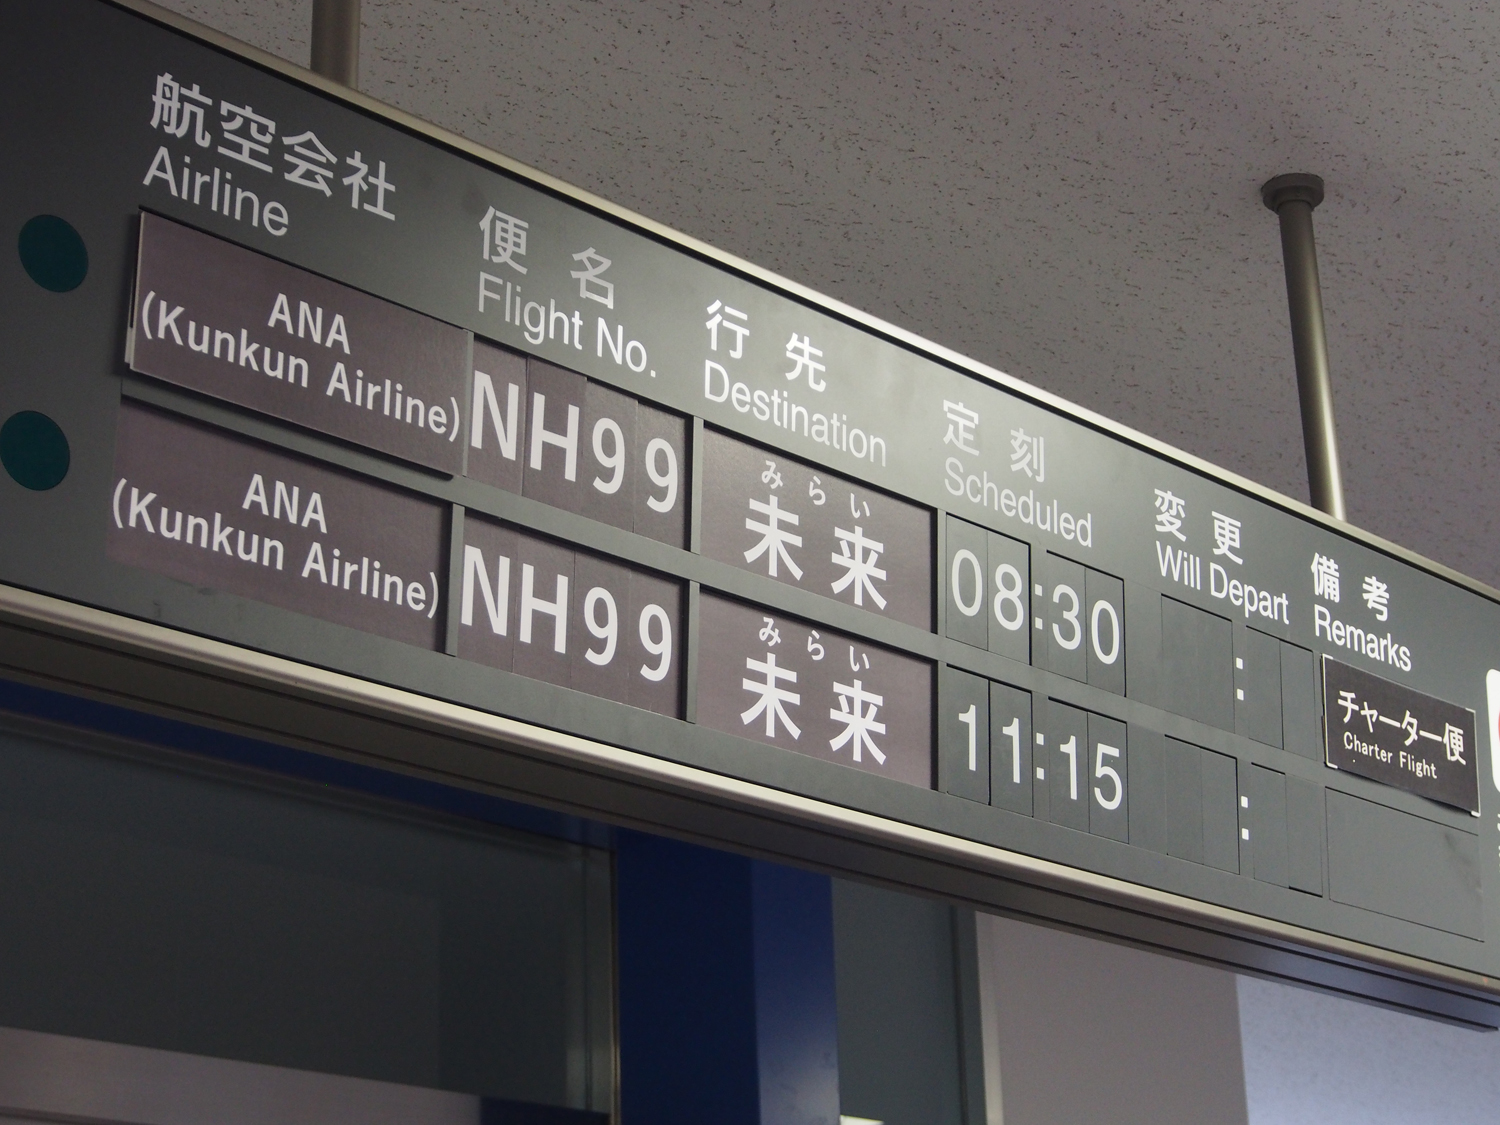 航空会社
Airline
便名
Flight No.
行先
Destination
定刻
Scheduled
変更
Will Depart
備考
Remarks
ANA
(Kunkun Airline)
NH99
みらい
未来
08:30
:
チャーター便
Charter Flight
ANA
(Kunkun Airline)
NH99
みらい
未来
11:15
: